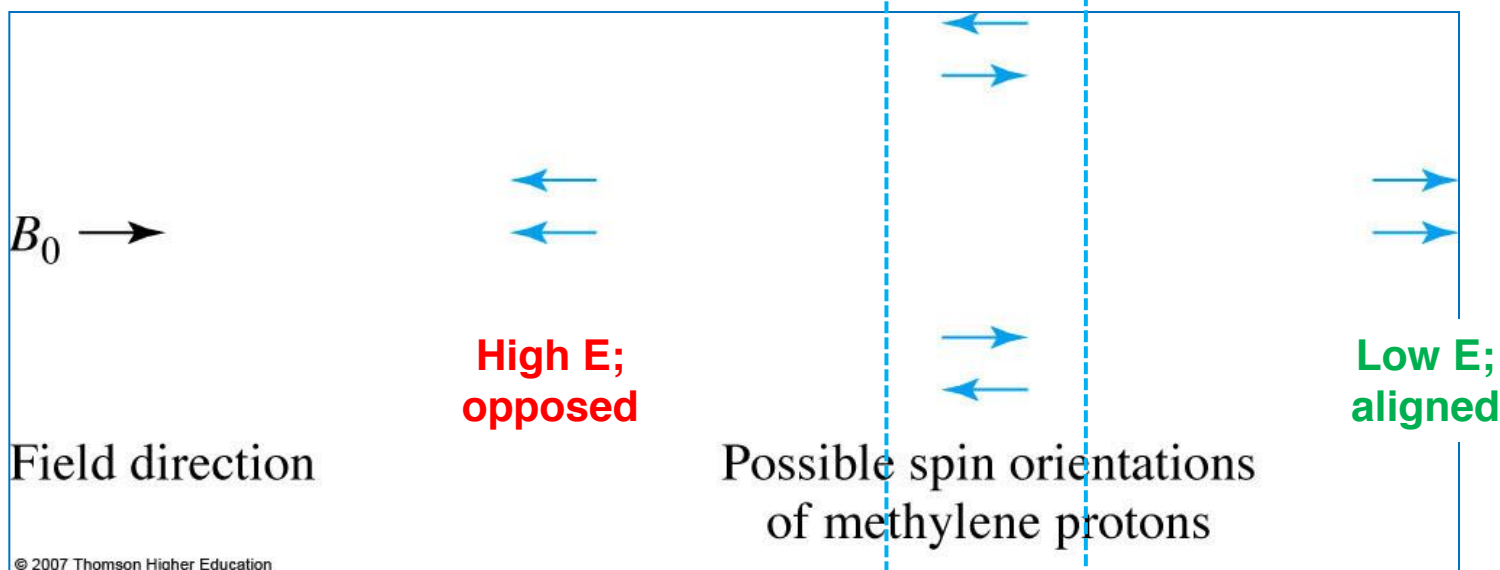 B₀
High E;
opposed
Low E;
aligned
Field direction
Possible spin orientations
of methylene protons
© 2007 Thomson Higher Education